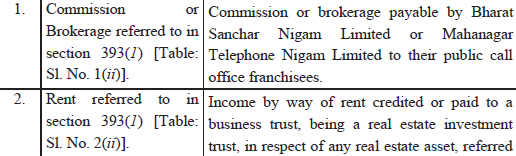 1. Commission or Commission or brokerage payable by Bharat
Brokerage referred to in Sanchar Nigam Limited or Mahanagar
section 393(1) [Table: Telephone Nigam Limited to their public call
Sl. No. 1(ii)]. office franchisees.
2. Rent referred to in Income by way of rent credited or paid to a
section 393(1) [Table: business trust, being a real estate investment
Sl. No. 2(ii)]. trust, in respect of any real estate asset, referred